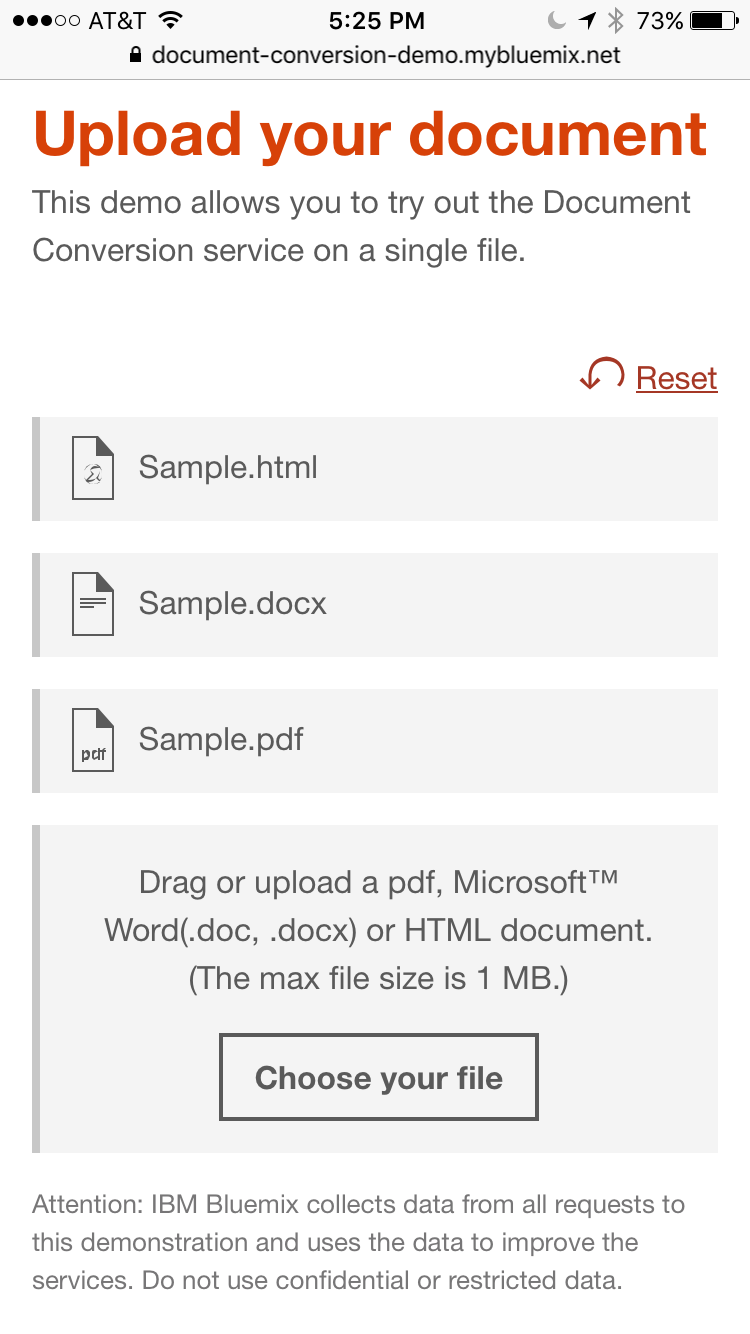 AT&T 5:25 PM 73%
document-conversion-demo.mybluemix.net
Upload your document
This demo allows you to try out the Document
Conversion service on a single file.
Reset
Sample.html
Sample.docx
pdf Sample.pdf
Drag or upload a pdf, Microsoft™
Word(.doc, .docx) or HTML document.
(The max file size is 1 MB.)
Choose your file
Attention: IBM Bluemix collects data from all requests to
this demonstration and uses the data to improve the
services. Do not use confidential or restricted data.